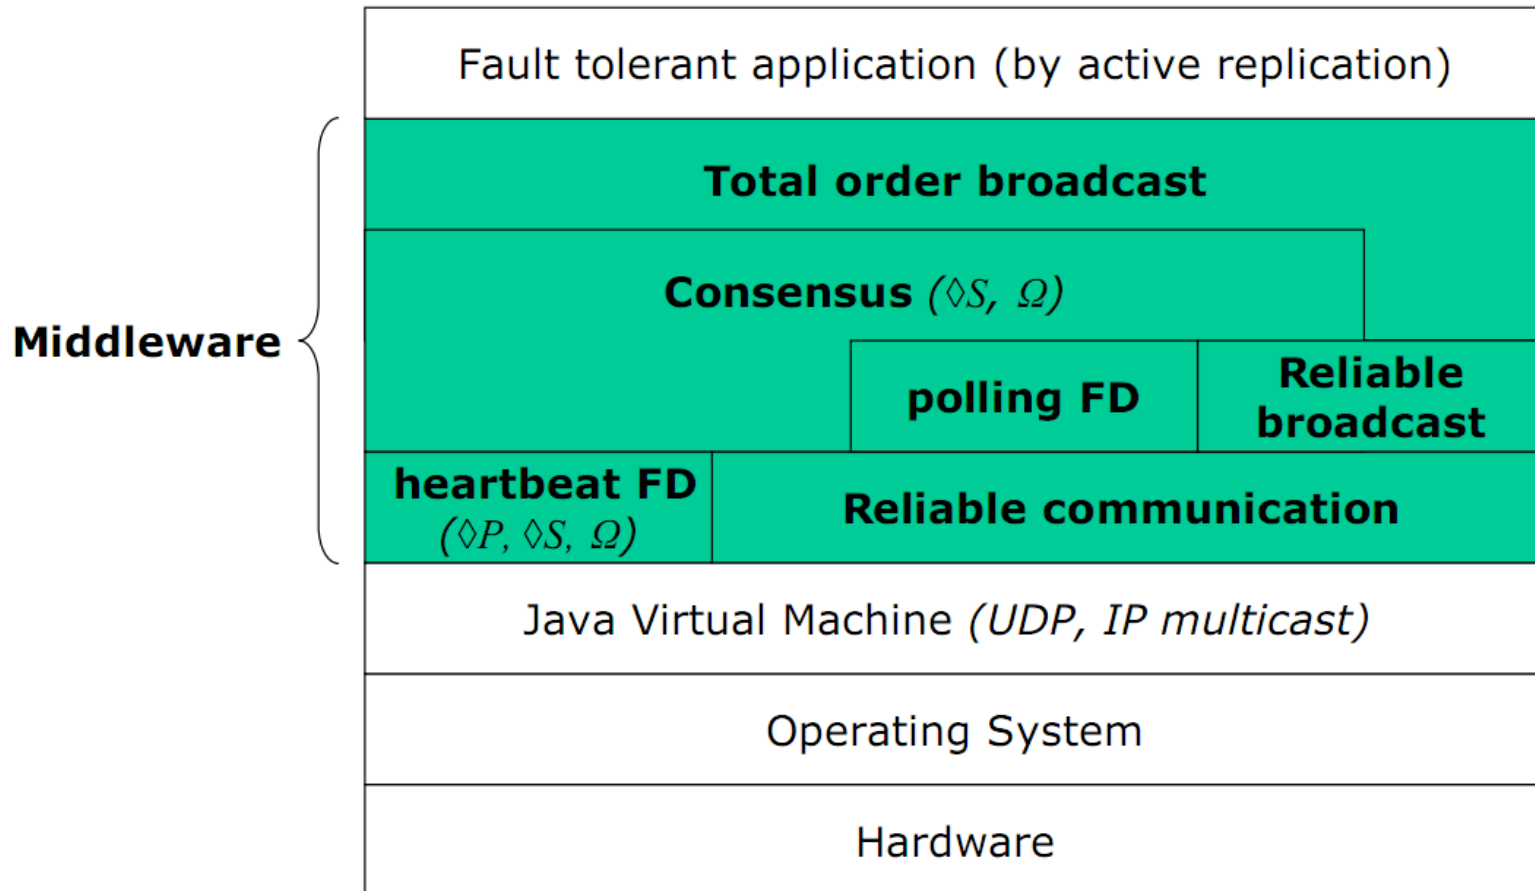 Fault tolerant application (by active replication)
Total order broadcast
Consensus (◊S, Ω)
Middleware
polling FD
Reliable
broadcast
heartbeat FD
(◊P, ◊S, Ω)
Reliable communication
Java Virtual Machine (UDP, IP multicast)
Operating System
Hardware